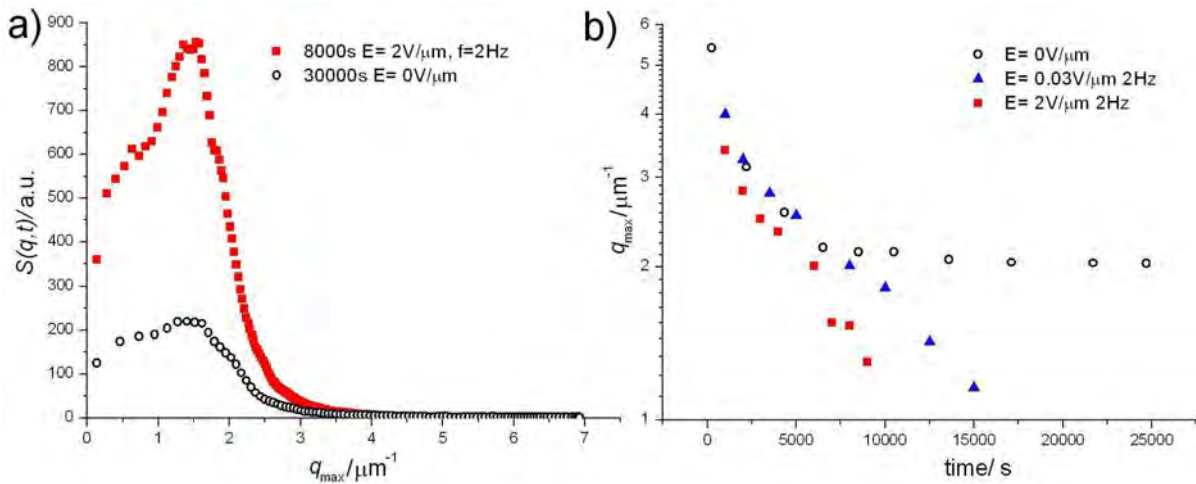 a)
900
800
700
600
500
400
300
200
100
0
S(q,t)/a.u.
8000s E= 2V/μm, f=2Hz
30000s E= 0V/μm
0 1 2 3 4 5 6 7
q_max/μm⁻¹
b)
6
5
4
3
2
1
q_max/μm⁻¹
E= 0V/μm
E= 0.03V/μm 2Hz
E= 2V/μm 2Hz
0 5000 10000 15000 20000 25000
time/ s